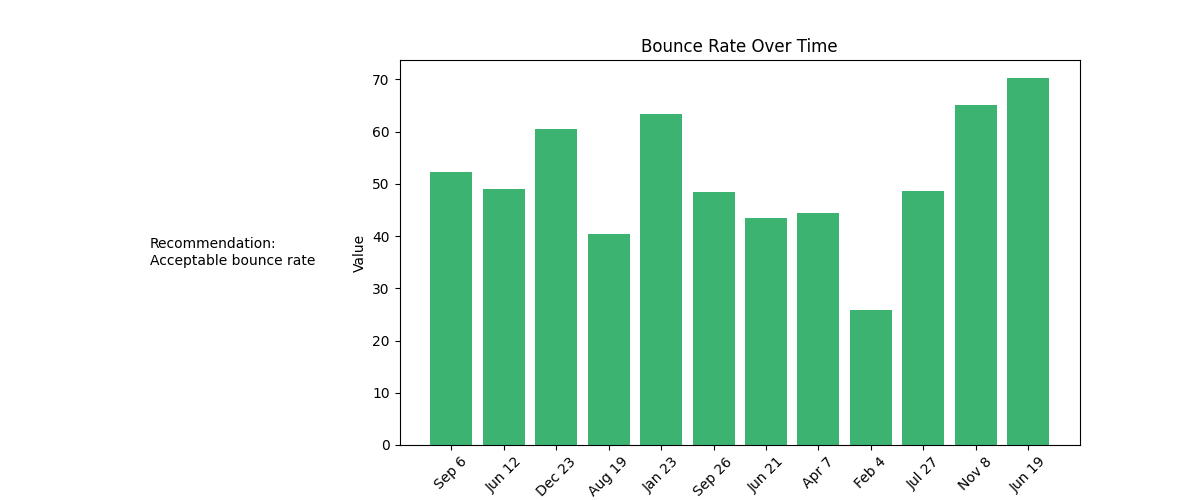 Bounce Rate Over Time
Recommendation:
Acceptable bounce rate
Value
70
60
50
40
30
20
10
0
Sep 6
Jun 12
Dec 23
Aug 19
Jan 23
Sep 26
Jun 21
Apr 7
Feb 4
Jul 27
Nov 8
Jun 19